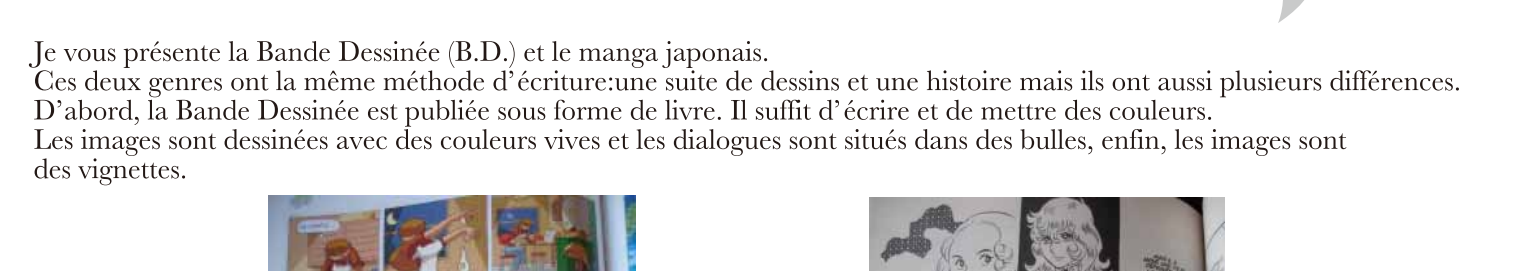 Je vous présente la Bande Dessinée (B.D.) et le manga japonais.
Ces deux genres ont la même méthode d’écriture:une suite de dessins et une histoire mais ils ont aussi plusieurs différences.
D’abord, la Bande Dessinée est publiée sous forme de livre. Il suffit d’écrire et de mettre des couleurs.
Les images sont dessinées avec des couleurs vives et les dialogues sont situés dans des bulles, enfin, les images sont
des vignettes.